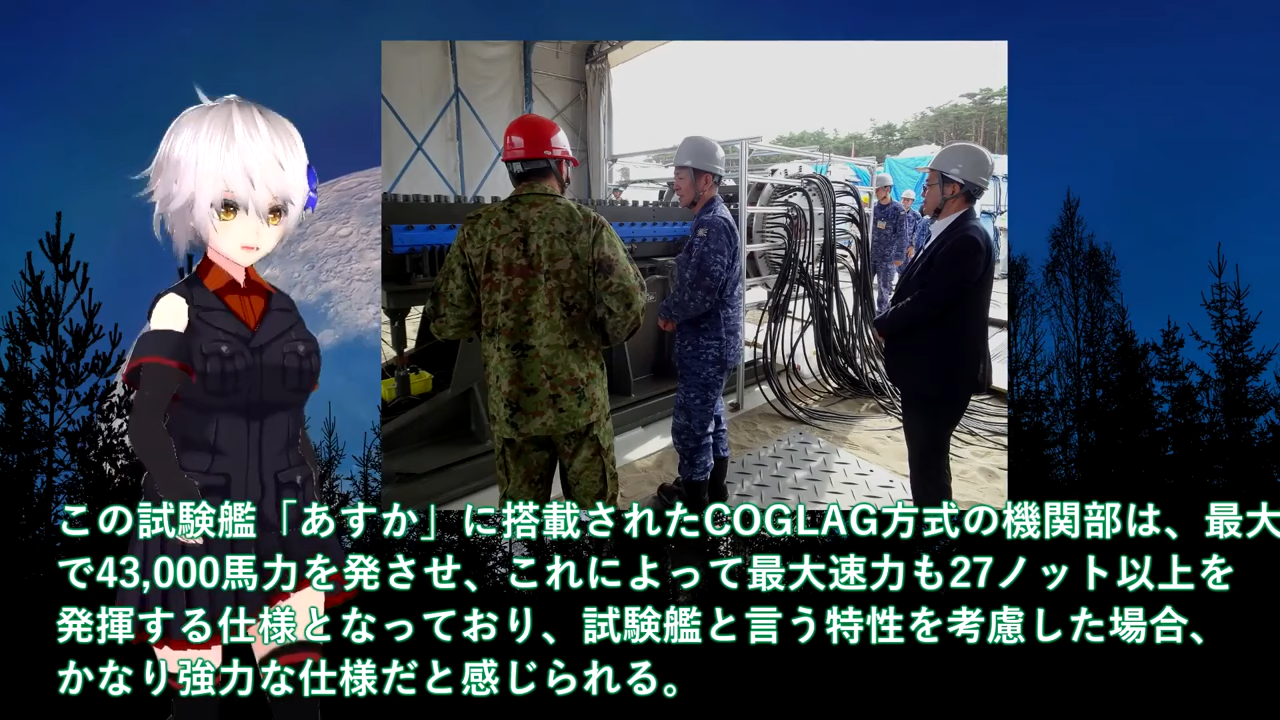 この試験艦「あすか」に搭載されたCOGLAG方式の機関部は、最大
で43,000馬力を発させ、これによって最大速力も27ノット以上を
発揮する仕様となっており、試験艦と言う特性を考慮した場合、
かなり強力な仕様だと感じられる。